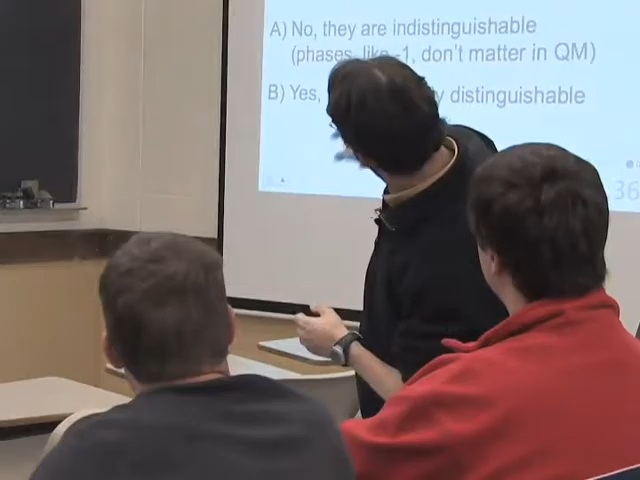 A) No, they are indistinguishable
(phases, like -1, don't matter in QM)
B) Yes, distinguishable
36